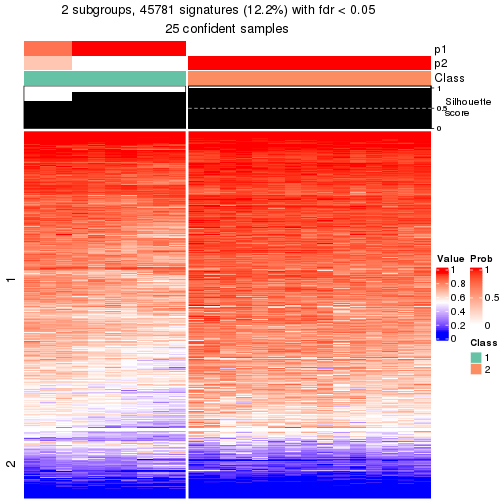 2 subgroups, 45781 signatures (12.2%) with fdr < 0.05
25 confident samples
p1
p2
Class
1
0.5
0
Silhouette
score
1
2
Value
1
0.8
0.6
0.4
0.2
0
Prob
1
0.5
0
Class
1
2